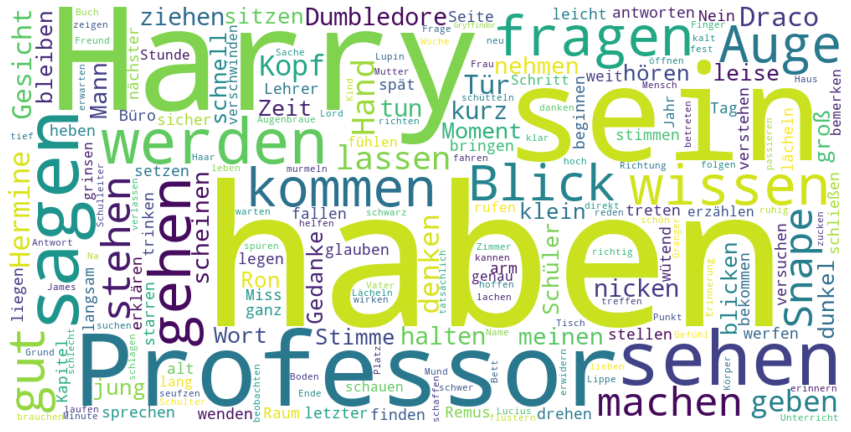 Harry
haben
sein
Professor
sagen
sehen
werden
gehen
kommen
Blick
wissen
fragen
Auge
gut
stehen
lassen
machen
geben
Snape
Kopf
Hand
Tür
kurz
nehmen
hören
leise
Draco
Dumbledore
Seite
ziehen
sitzen
antworten
Nein
leicht
Gesicht
bleiben
Mann
Büro
Stunde
nächster
Schnell
verschwinden
Lehrer
Zeit
spät
tun
Moment
bringen
fühlen
sicher
heben
setzen
Hermine
grinsen
scheinen
trinken
verlassen
Schulleiter
liegen
langsam
erklären
starren
Ron
Miss
ganz
legen
fallen
Gedanke
glauben
denken
rufen
klein
treten
erzählen
schließen
groß
lächeln
verstehen
Tag
Jahr
stimmen
beginnen
Schritt
weit
bemerken
Haus
öffnen
Finger
kalt
fest
neu
Frage
Gryffindor
Woche
Lupin
Mutter
Sache
Kind
Lord
richten
Augenbraue
Haar
leben
murmeln
fahren
schütteln
danken
klar
Frau
Mensch
betreten
passieren
folgen
Richtung
hoch
direkt
reden
schon
ruhig
zucken
Granger
Erinnerung
wütend
versuchen
bekommen
blicken
dunkel
nicken
arm
genau
Schüler
Zimmer
kannen
hoffen
lachen
richtig
treffen
Punkt
werfen
stellen
meinen
halten
Stimme
Wort
alt
lang
jung
Kapitel
sprechen
wenden
Raum
letzter
finden
Remus
drehen
schauen
Boden
Ende
Platz
Mund
schaffen
schwer
Bett
erwidern
Lippe
lieben
Körper
erinnern
Unterricht
Lucius
flüstern
beobachten
seufzen
Schulter
schlagen
schlecht
suchen
Grund
brauchen
laufen
Minute
James
Antwort
Na
Buch
zeigen
Freund
erwarten
tief
warten
schwarz
helfen
spüren
Vater
Lächeln
wirken
tatsächlich
Tisch
Name
Gefühl